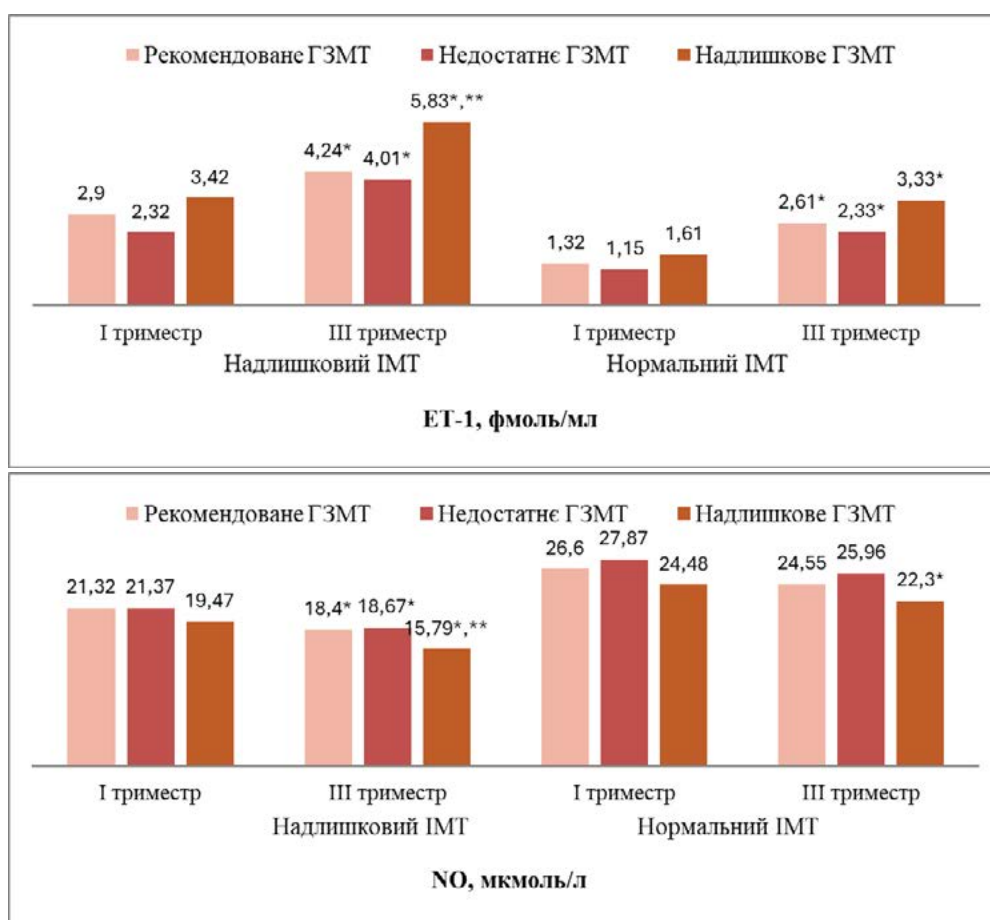 Рекомендоване ГЗМТ Недостатнє ГЗМТ Надлишкове ГЗМТ
2,9 2,32 3,42 4,24* 4,01* 5,83*,** 1,32 1,15 1,61 2,61* 2,33* 3,33*
І триместр ІІІ триместр І триместр ІІІ триместр
Надлишковий ІМТ Нормальний ІМТ
ЕТ-1, фмоль/мл
Рекомендоване ГЗМТ Недостатнє ГЗМТ Надлишкове ГЗМТ
21,32 21,37 19,47 18,4* 18,67* 15,79*,** 26,6 27,87 24,48 24,55 25,96 22,3*
І триместр ІІІ триместр І триместр ІІІ триместр
Надлишковий ІМТ Нормальний ІМТ
NO, мкмоль/л